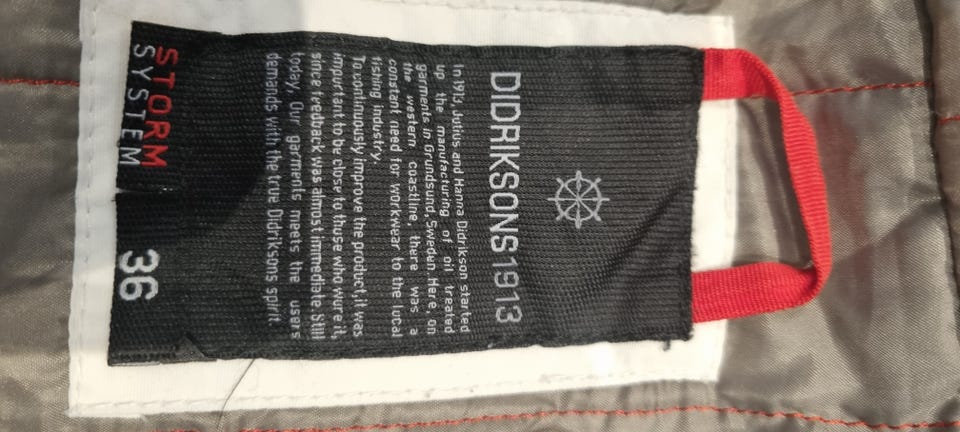 DIDRIKSONS1913
In 1913, Julius and Hanna Didrikson started
up the manufacturing of oil treated
garments in Grundsund, Sweden. Here, on
the western coastline, there was a
constant need for workwear to the local
fishing industry.
To continuously improve the product, it was
important to be close to those who wore it,
since feedback was almost immediate. Still
today, Our garments meets the users
demands with the true Didriksons spirit.
STORM
SYSTEM
36